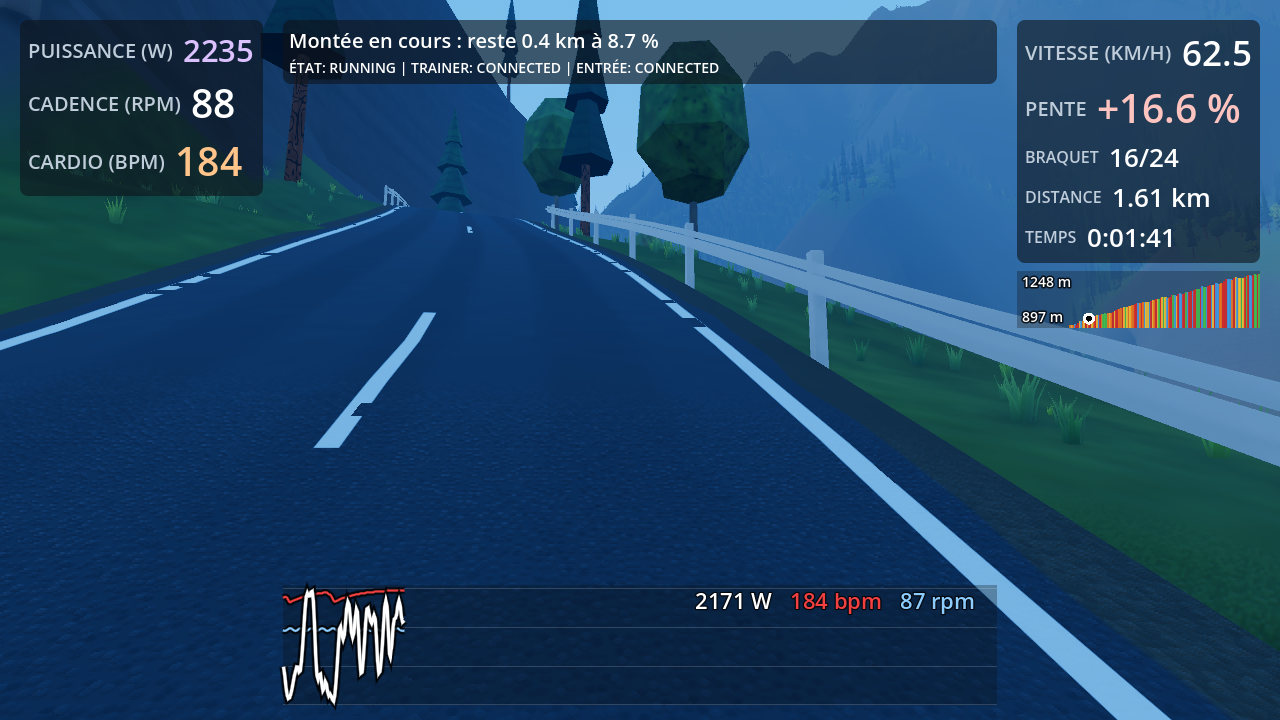 PUISSANCE (W) 2235
CADENCE (RPM) 88
CARDIO (BPM) 184
Montée en cours : reste 0.4 km à 8.7 %
ÉTAT: RUNNING | TRAINER: CONNECTED | ENTRÉE: CONNECTED
VITESSE (KM/H) 62.5
PENTE +16.6 %
BRAQUET 16/24
DISTANCE 1.61 km
TEMPS 0:01:41
1248 m
897 m
2171 W 184 bpm 87 rpm